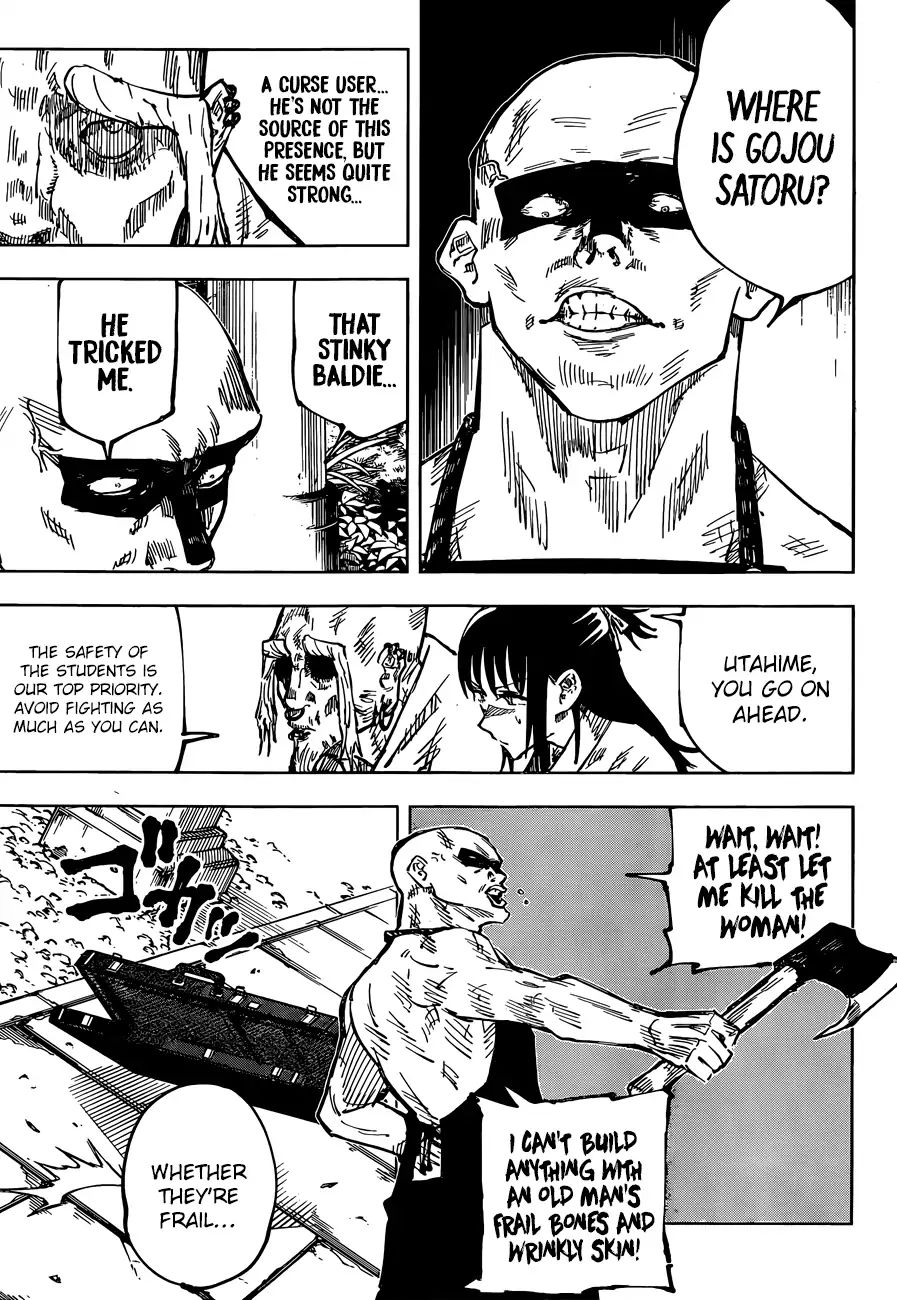 WHERE
IS GOJOU
SATORU?
A CURSE USER...
HE'S NOT THE
SOURCE OF THIS
PRESENCE, BUT
HE SEEMS QUITE
STRONG...
THAT
STINKY
BALDIE...
HE
TRICKED
ME.
UTAHIME,
YOU GO ON
AHEAD.
THE SAFETY OF
THE STUDENTS IS
OUR TOP PRIORITY.
AVOID FIGHTING AS
MUCH AS YOU CAN.
WAIT, WAIT!
AT LEAST LET
ME KILL THE
WOMAN!
ゴガッ
I CAN'T BUILD
ANYTHING WITH
AN OLD MAN'S
FRAIL BONES AND
WRINKLY SKIN!
WHETHER
THEY'RE
FRAIL...